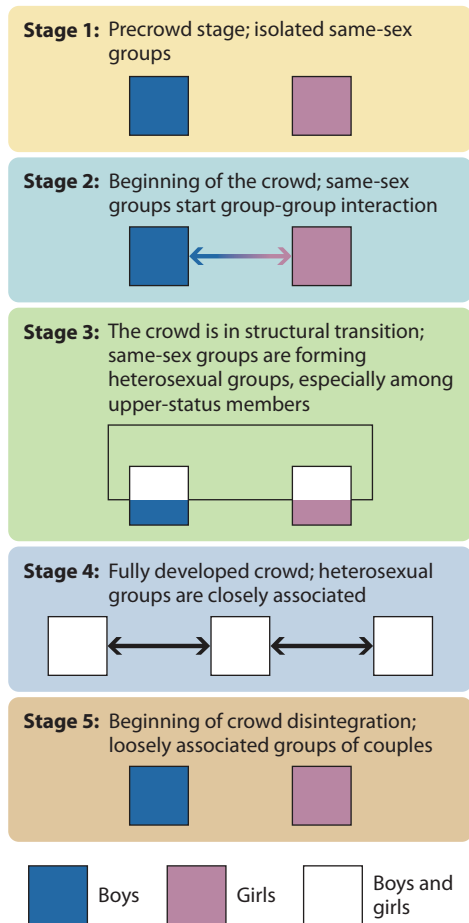 Stage 1: Precrowd stage; isolated same-sex
groups
Stage 2: Beginning of the crowd; same-sex
groups start group-group interaction
Stage 3: The crowd is in structural transition;
same-sex groups are forming
heterosexual groups, especially among
upper-status members
Stage 4: Fully developed crowd; heterosexual
groups are closely associated
Stage 5: Beginning of crowd disintegration;
loosely associated groups of couples
Boys
Girls
Boys and
girls